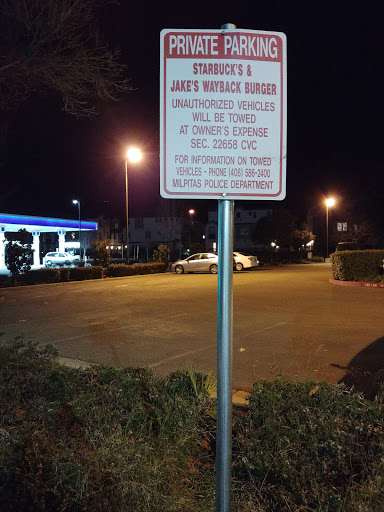 PRIVATE PARKING
STARBUCK'S &
JAKE'S WAYBACK BURGER
UNAUTHORIZED VEHICLES
WILL BE TOWED
AT OWNER'S EXPENSE
SEC. 22658 CVC
FOR INFORMATION ON TOWED
VEHICLES - PHONE (408) 586-2400
MILPITAS POLICE DEPARTMENT